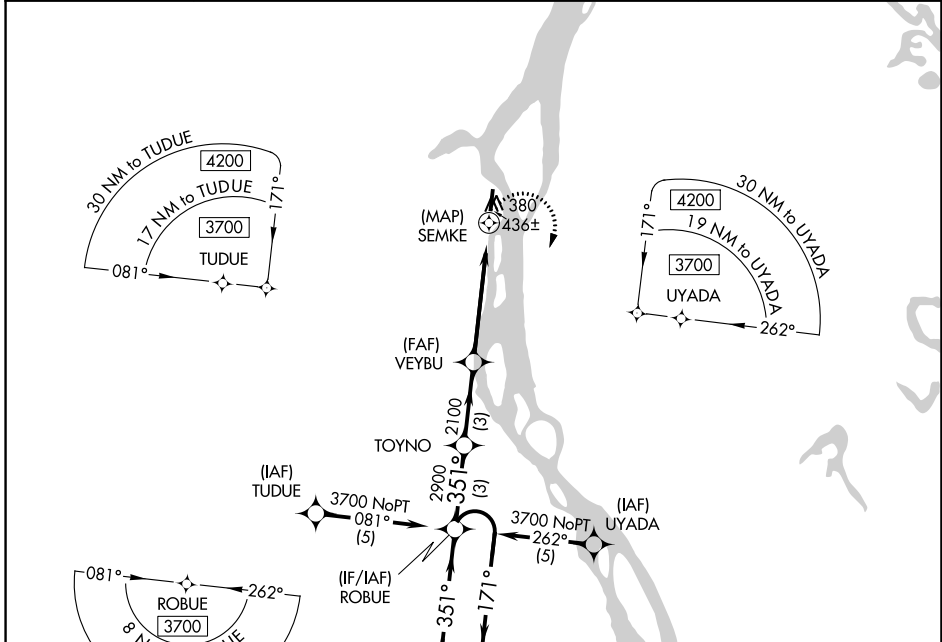 30 NM to TUDUE
4200
17 NM to TUDUE
3700
TUDUE
081°
171°
(MAP)
SEMKE
380
436±
30 NM to UYADA
4200
19 NM to UYADA
3700
UYADA
171°
262°
(FAF)
VEYBU
2100
(3)
TOYNO
2900
351°
(3)
(IAF)
TUDUE
3700 NoPT
081°
(5)
(IAF)
UYADA
3700 NoPT
262°
(5)
(IF/IAF)
ROBUE
351°
171°
081°
262°
ROBUE
3700
8 N
UE